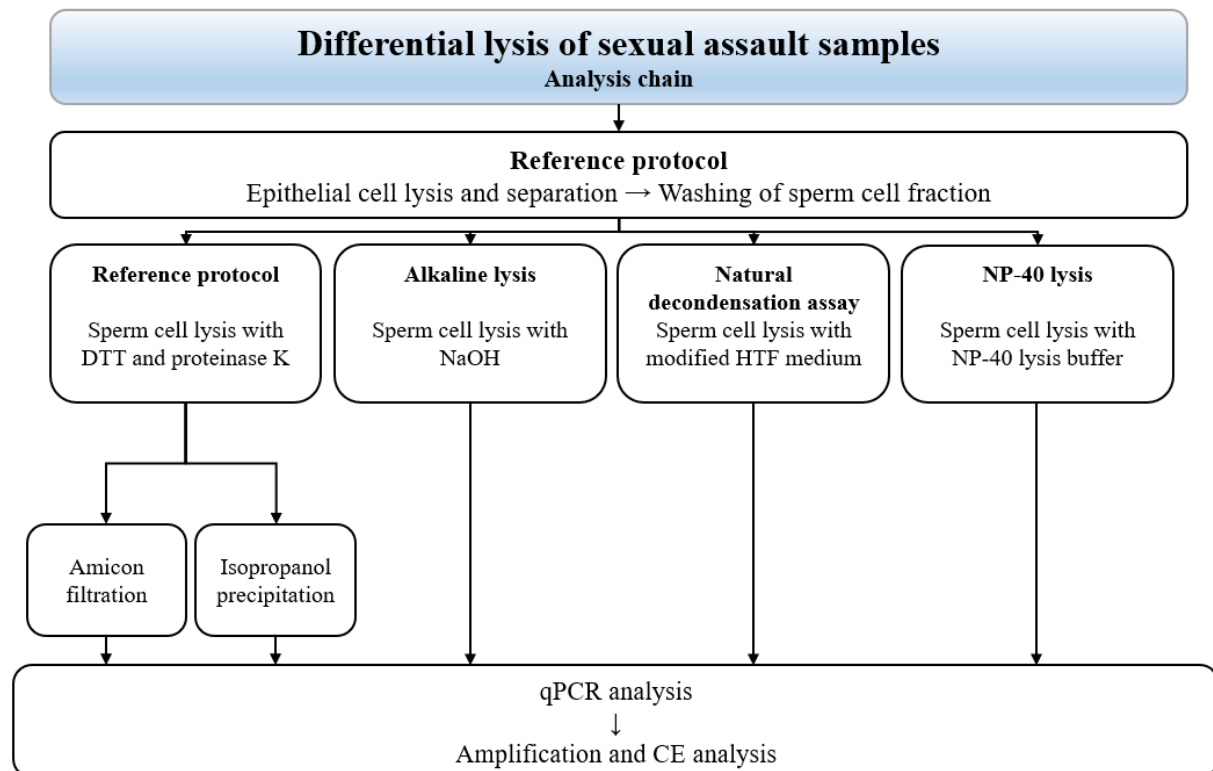 Differential lysis of sexual assault samples
Analysis chain
Reference protocol
Epithelial cell lysis and separation → Washing of sperm cell fraction
Reference protocol
Sperm cell lysis with
DTT and proteinase K
Alkaline lysis
Sperm cell lysis with
NaOH
Natural
decondensation assay
Sperm cell lysis with
modified HTF medium
NP-40 lysis
Sperm cell lysis with
NP-40 lysis buffer
Amicon
filtration
Isopropanol
precipitation
qPCR analysis
↓
Amplification and CE analysis